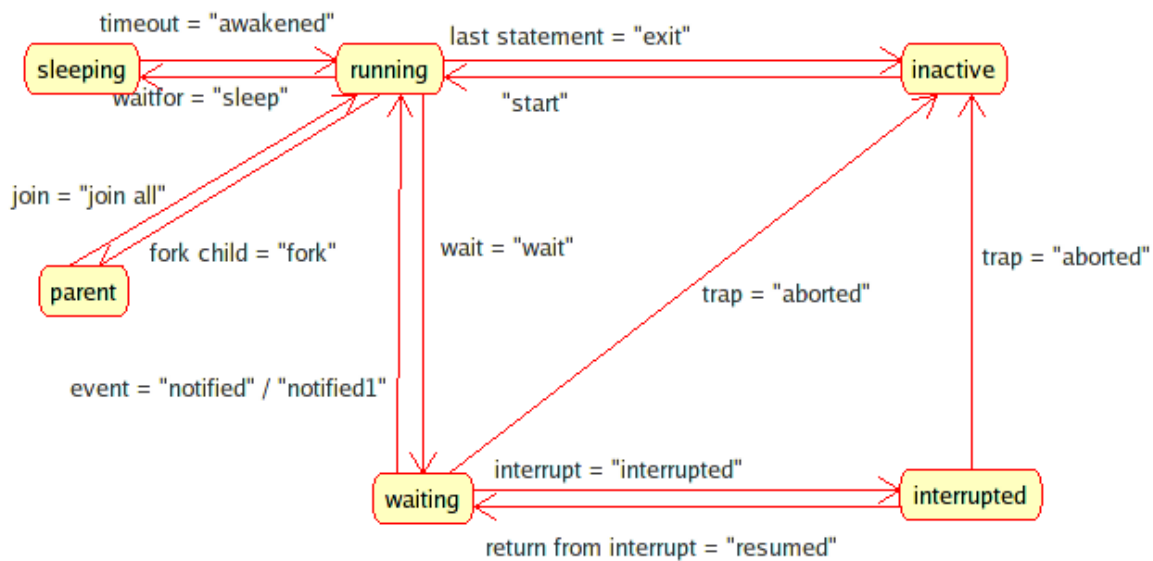 timeout = "awakened"
last statement = "exit"
sleeping
running
inactive
waitfor = "sleep"
"start"
join = "join all"
fork child = "fork"
wait = "wait"
trap = "aborted"
parent
trap = "aborted"
event = "notified" / "notified1"
interrupt = "interrupted"
waiting
interrupted
return from interrupt = "resumed"